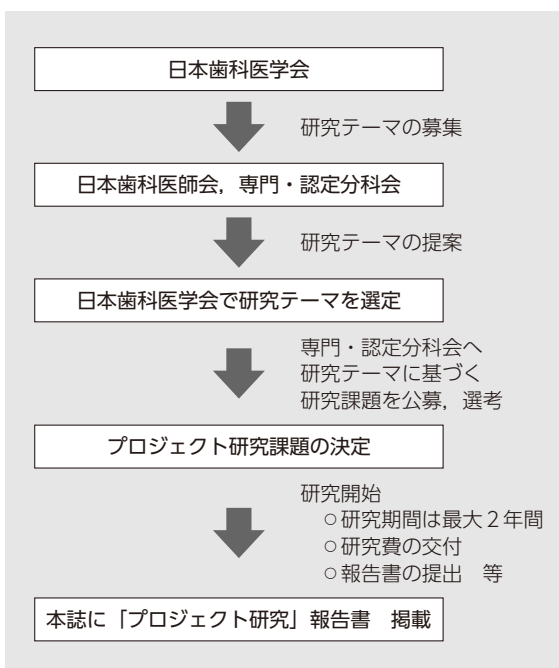 日本歯科医学会
研究テーマの募集
日本歯科医師会，専門・認定分科会
研究テーマの提案
日本歯科医学会で研究テーマを選定
専門・認定分科会へ
研究テーマに基づく
研究課題を公募，選考
プロジェクト研究課題の決定
研究開始
○研究期間は最大２年間
○研究費の交付
○報告書の提出　等
本誌に「プロジェクト研究」報告書　掲載